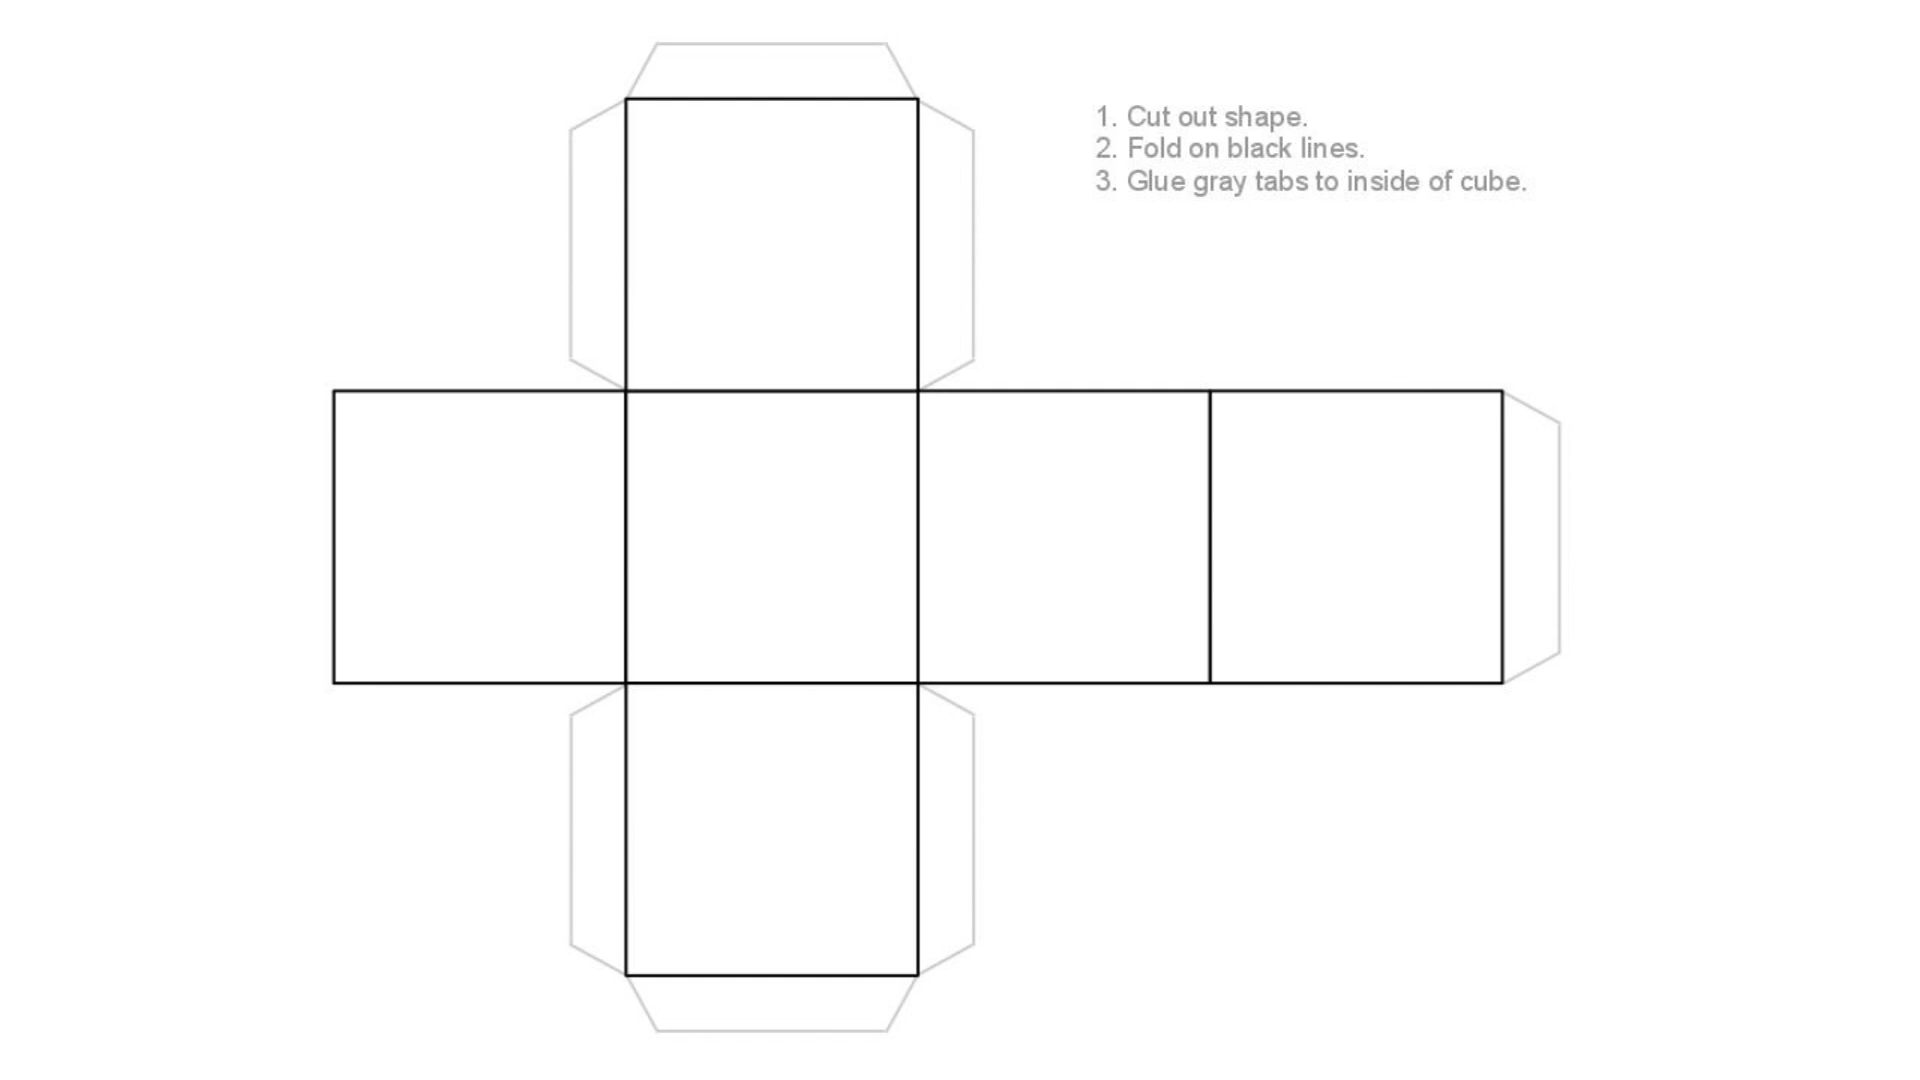 1. Cut out shape.
2. Fold on black lines.
3. Glue gray tabs to inside of cube.